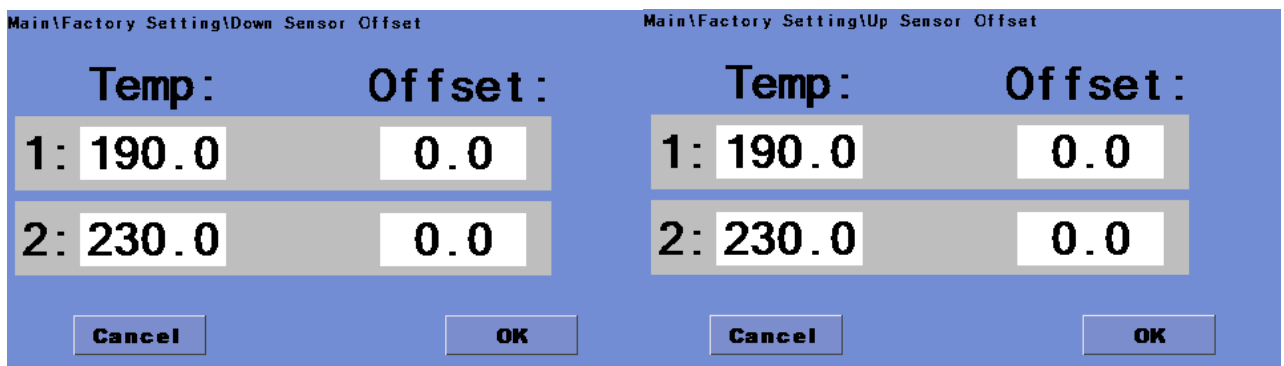 Main\Factory Setting\Down Sensor Offset
Temp: Offset:
1: 190.0 0.0
2: 230.0 0.0
Cancel OK
Main\Factory Setting\Up Sensor Offset
Temp: Offset:
1: 190.0 0.0
2: 230.0 0.0
Cancel OK